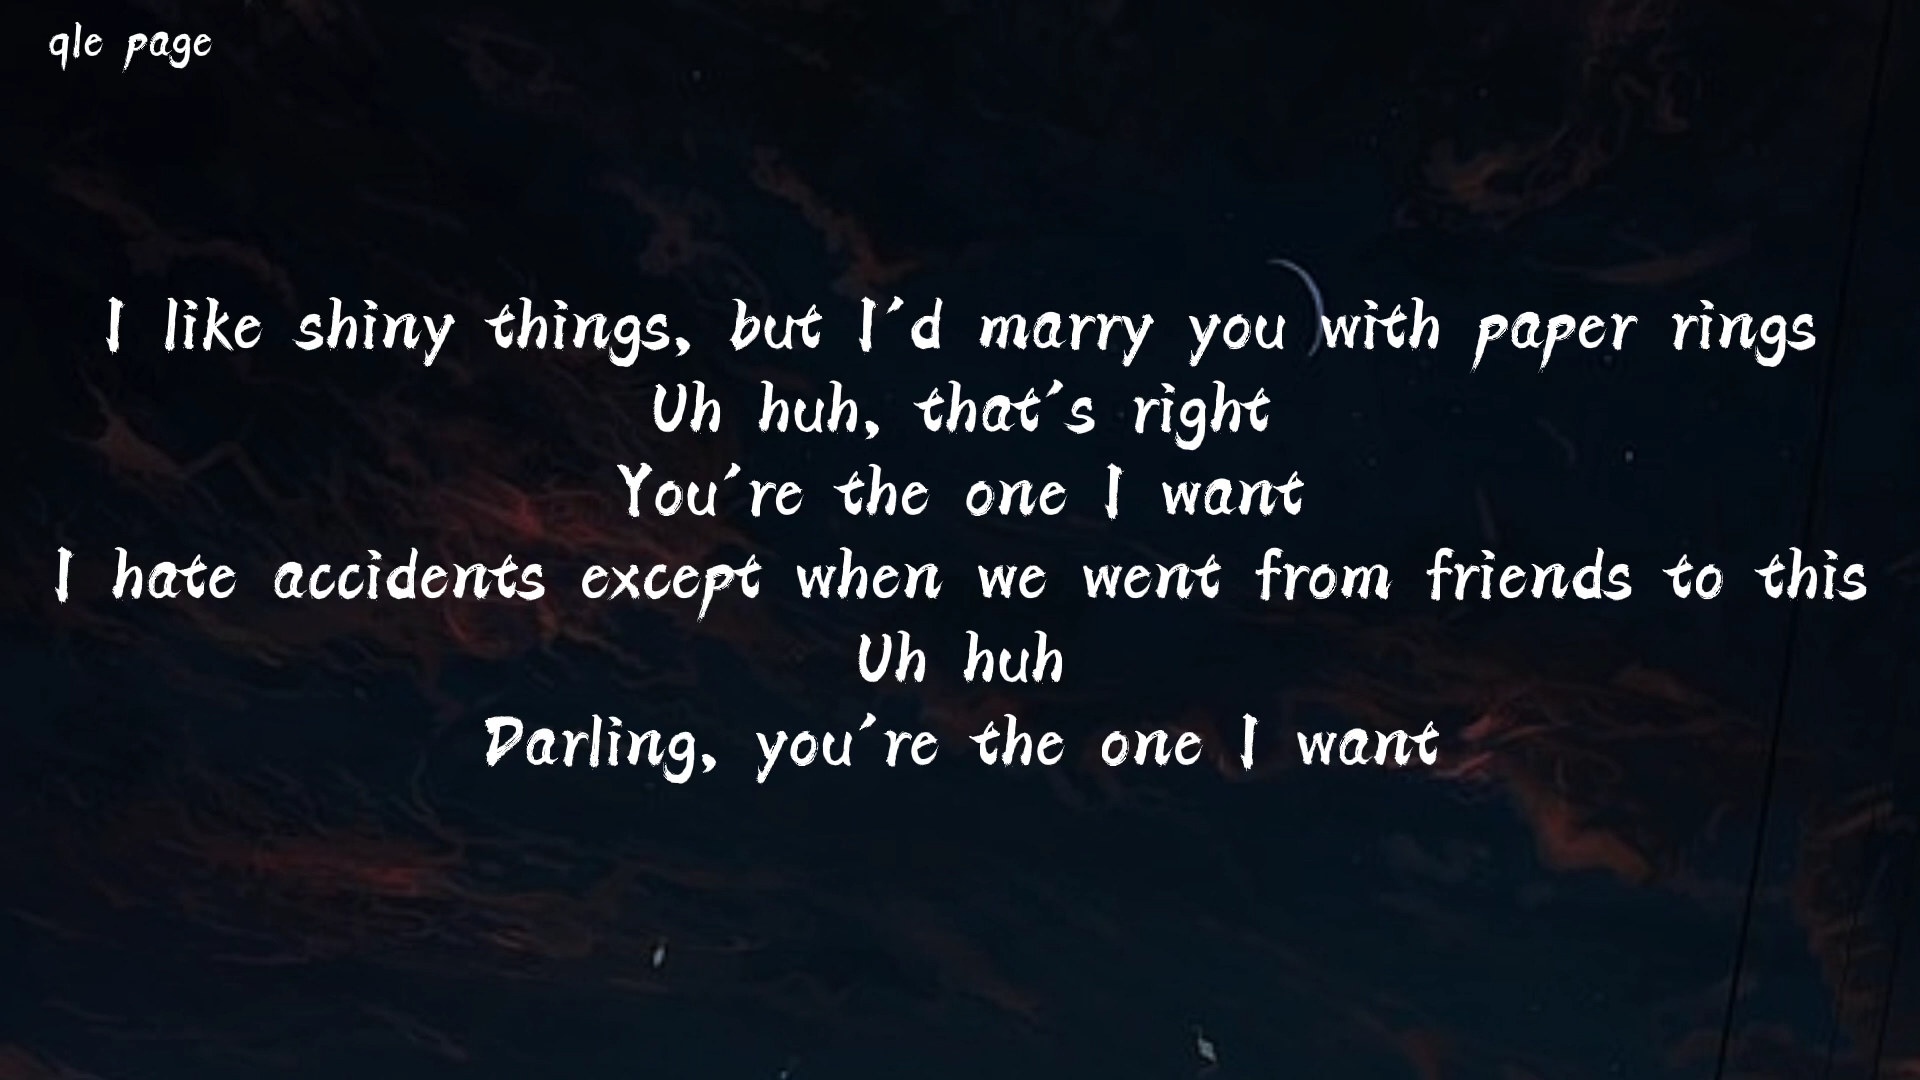 qle page
I like shiny things, but I'd marry you with paper rings
Uh huh, that's right
You're the one I want
I hate accidents except when we went from friends to this
Uh huh
Darling, you're the one I want